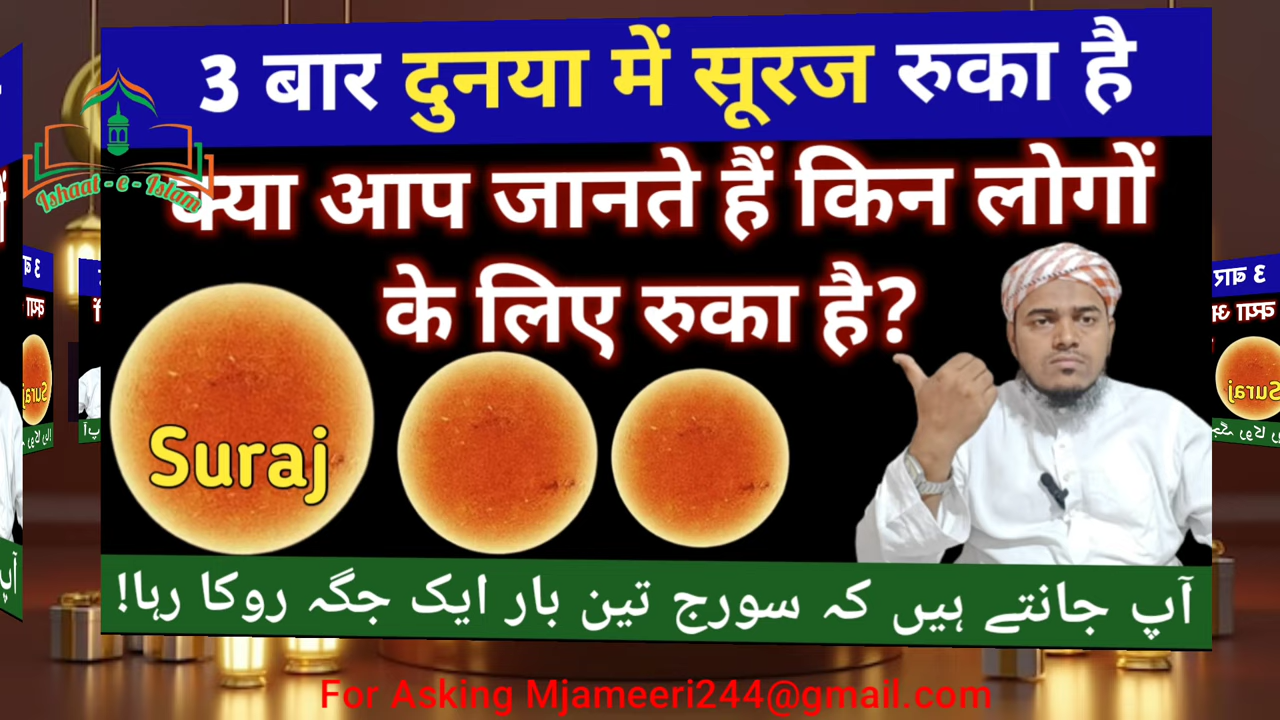 3 बार दुनया में सूरज रुका है
Ishaat - e - Islam
क्या आप जानते हैं किन लोगों
के लिए रुका है?
Suraj
آپ جانتے ہیں کہ سورج تین بار ایک جگہ روکا رہا!
For Asking Mjameeri244@gmail.com